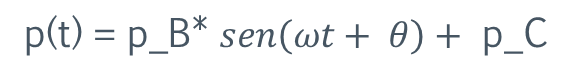 p(t) = p_B* sen(ωt + θ) + p_C